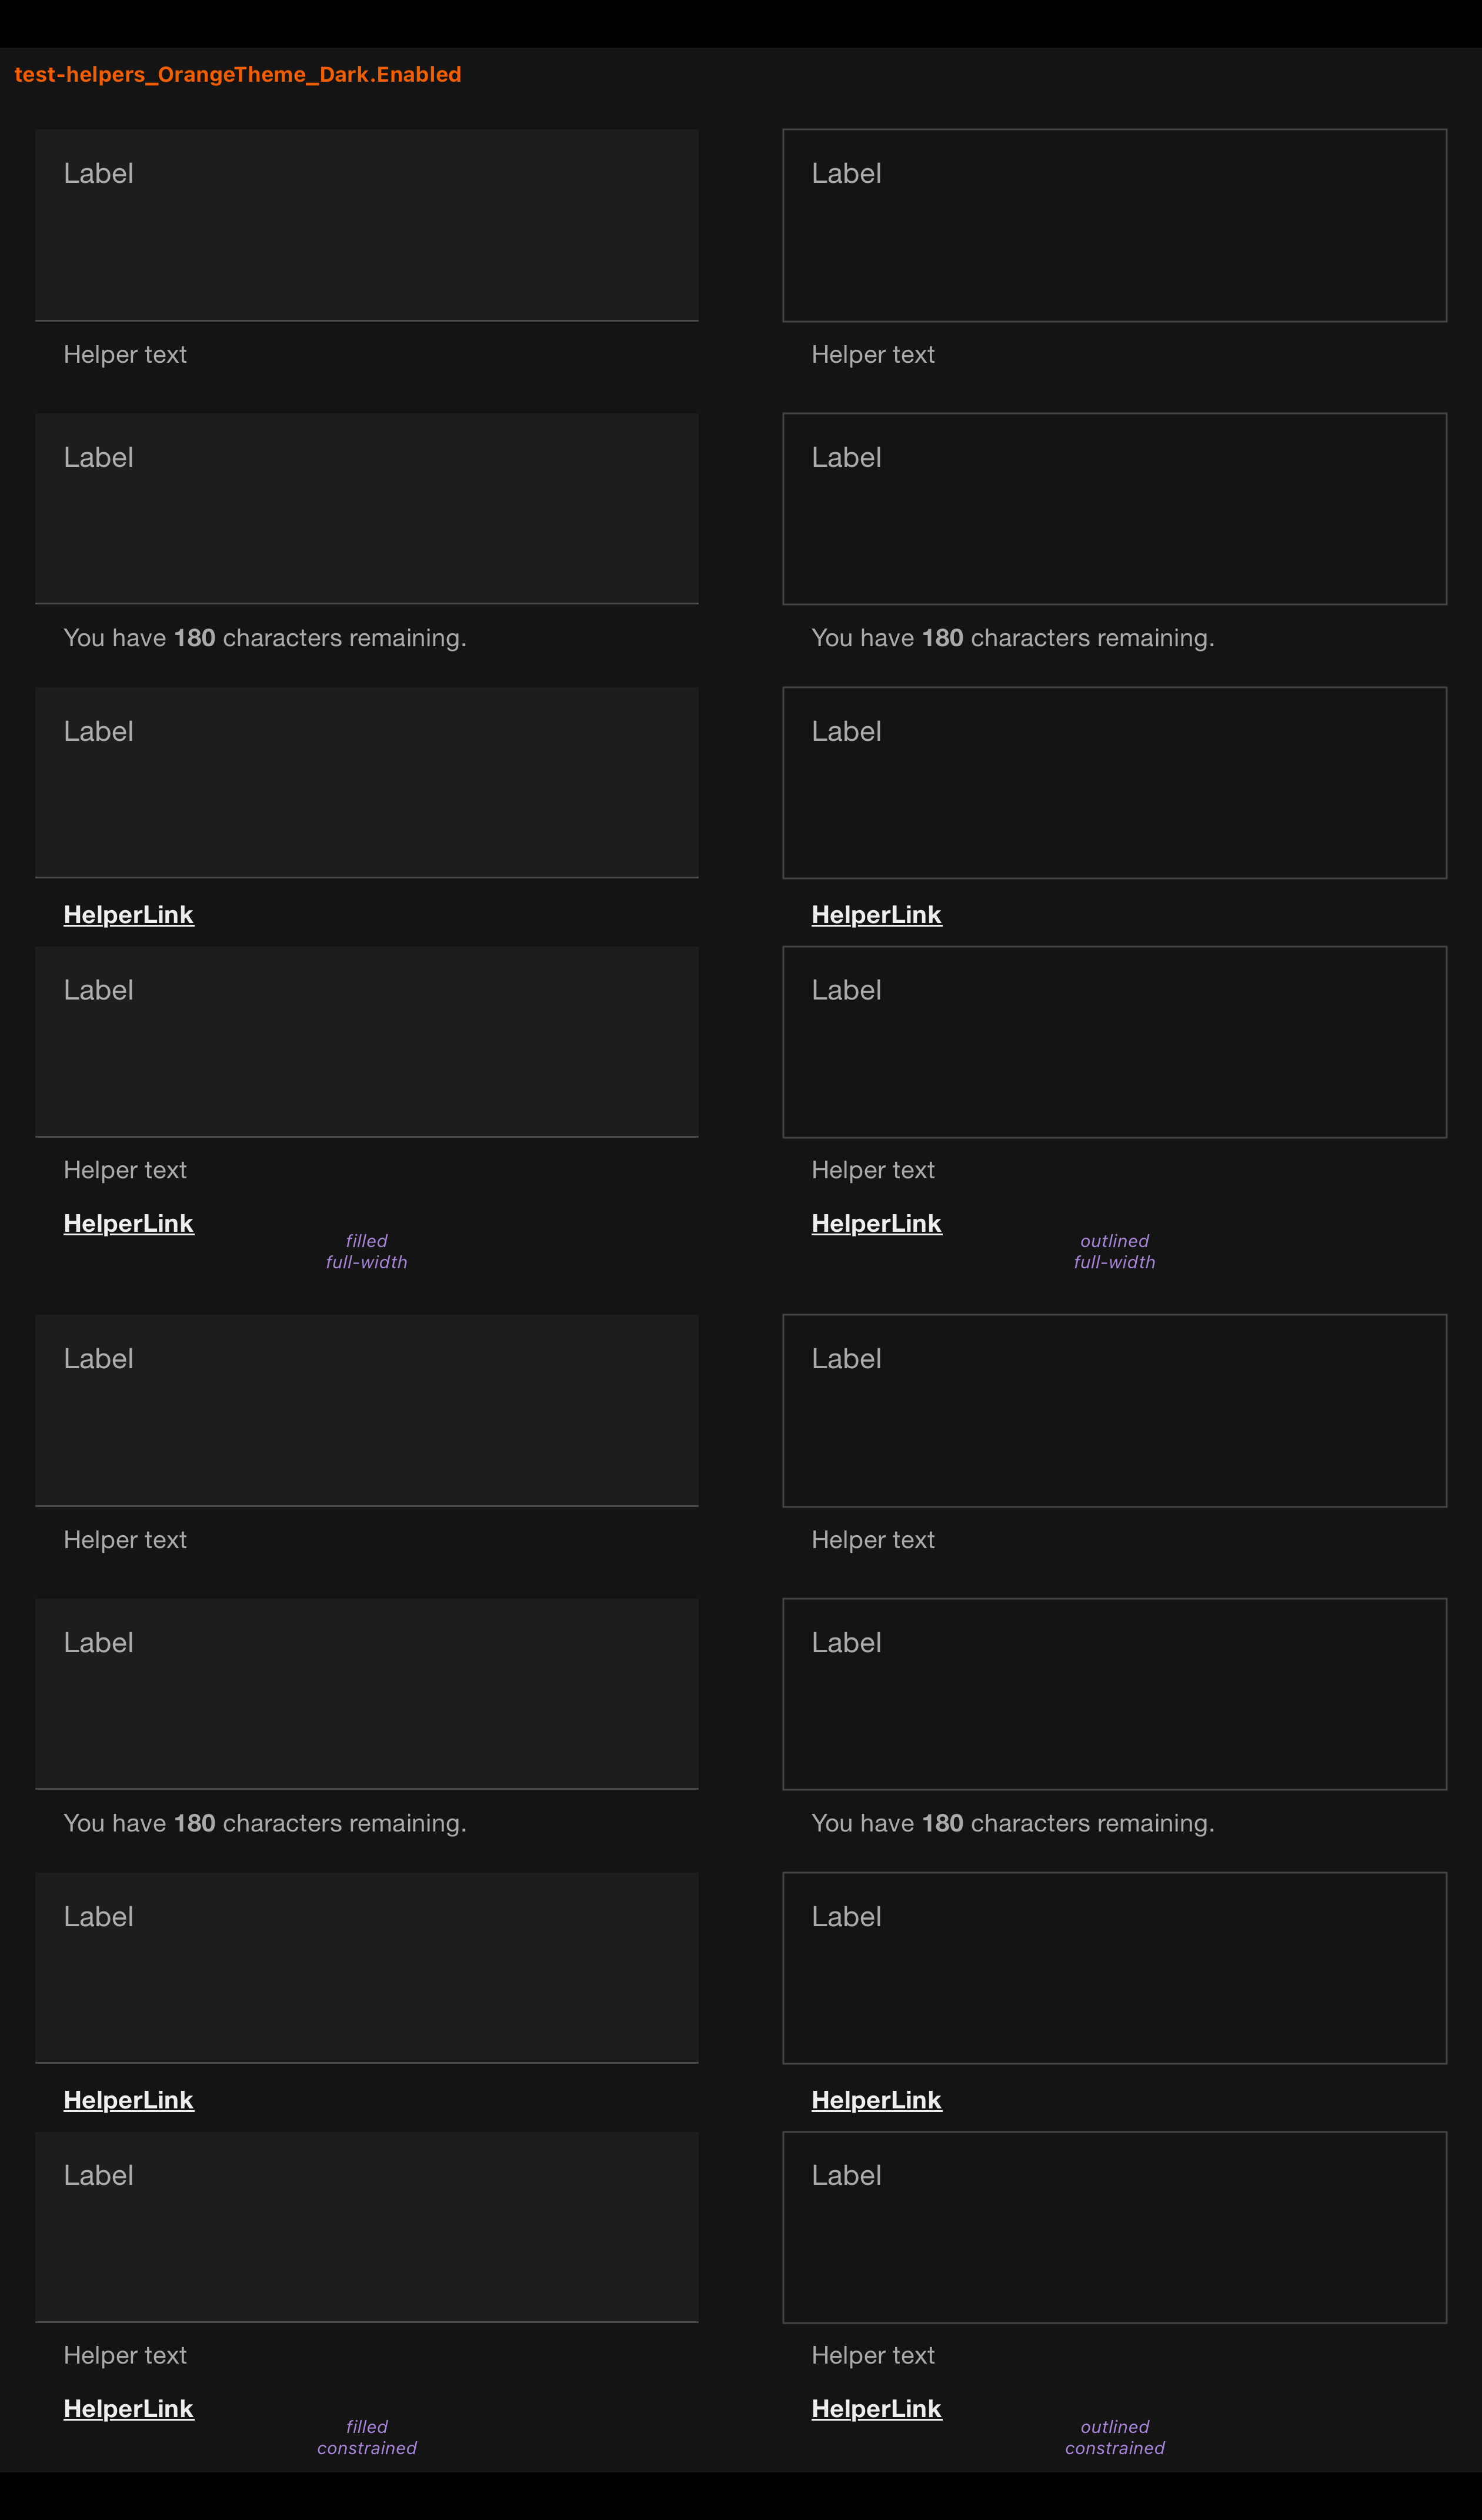 test-helpers_OrangeTheme_Dark.Enabled
Label
Label
Helper text
Helper text
Label
Label
You have 180 characters remaining.
You have 180 characters remaining.
Label
Label
HelperLink
HelperLink
Label
Label
Helper text
Helper text
HelperLink
HelperLink
filled
full-width
outlined
full-width
Label
Label
Helper text
Helper text
Label
Label
You have 180 characters remaining.
You have 180 characters remaining.
Label
Label
HelperLink
HelperLink
Label
Label
Helper text
Helper text
HelperLink
HelperLink
filled
constrained
outlined
constrained